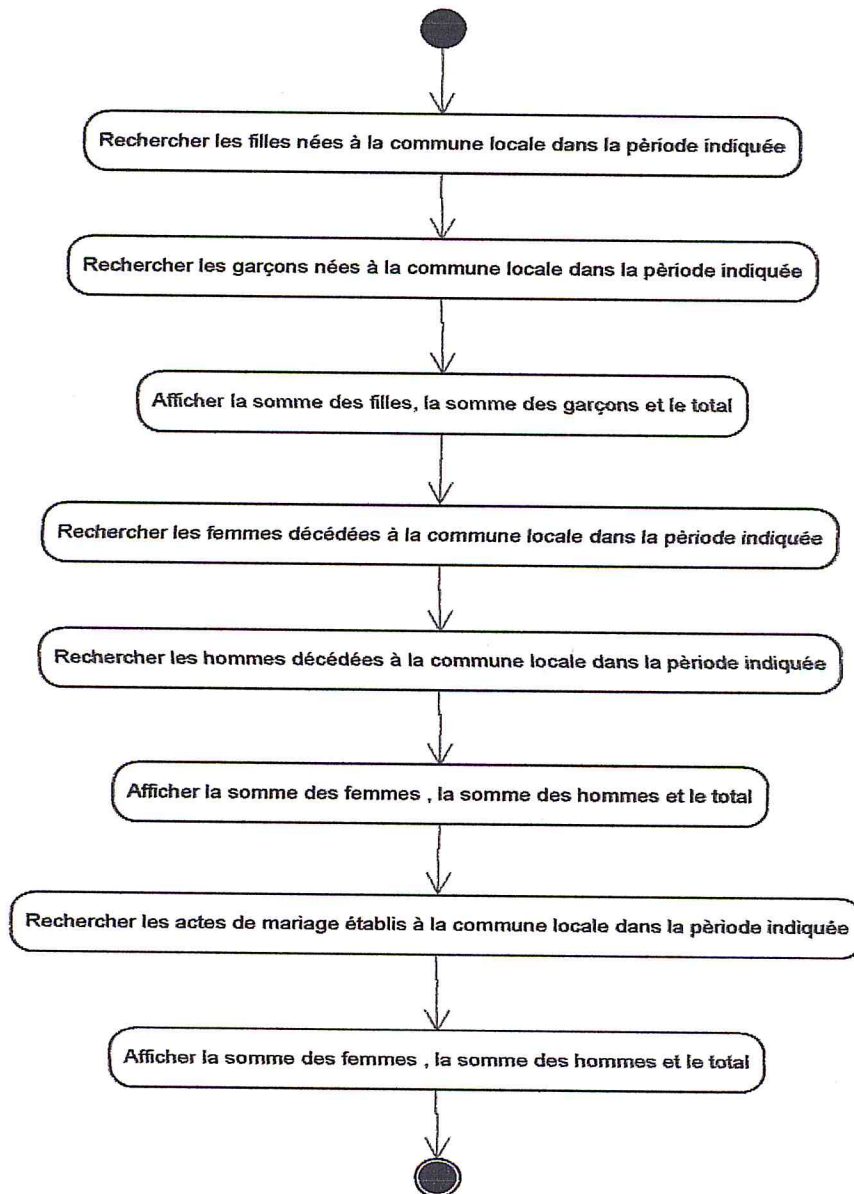 Rechercher les filles nées à la commune locale dans la pèriode indiquée
Rechercher les garçons nées à la commune locale dans la pèriode indiquée
Afficher la somme des filles, la somme des garçons et le total
Rechercher les femmes décédées à la commune locale dans la pèriode indiquée
Rechercher les hommes décédées à la commune locale dans la pèriode indiquée
Afficher la somme des femmes , la somme des hommes et le total
Rechercher les actes de mariage établis à la commune locale dans la pèriode indiquée
Afficher la somme des femmes , la somme des hommes et le total